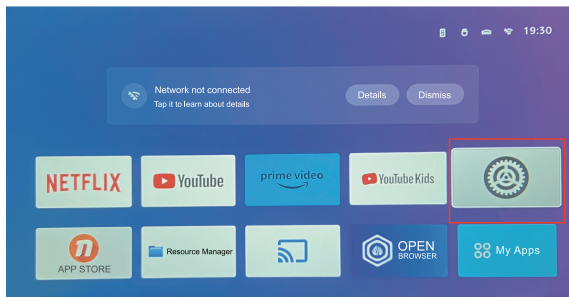 19:30
Network not connected
Tap it to learn about details
Details
Dismiss
NETFLIX
YouTube
prime video
YouTube Kids
APP STORE
Resource Manager
OPEN
BROWSER
My Apps